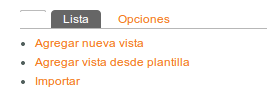 Lista Opciones
Agregar nueva vista
Agregar vista desde plantilla
Importar